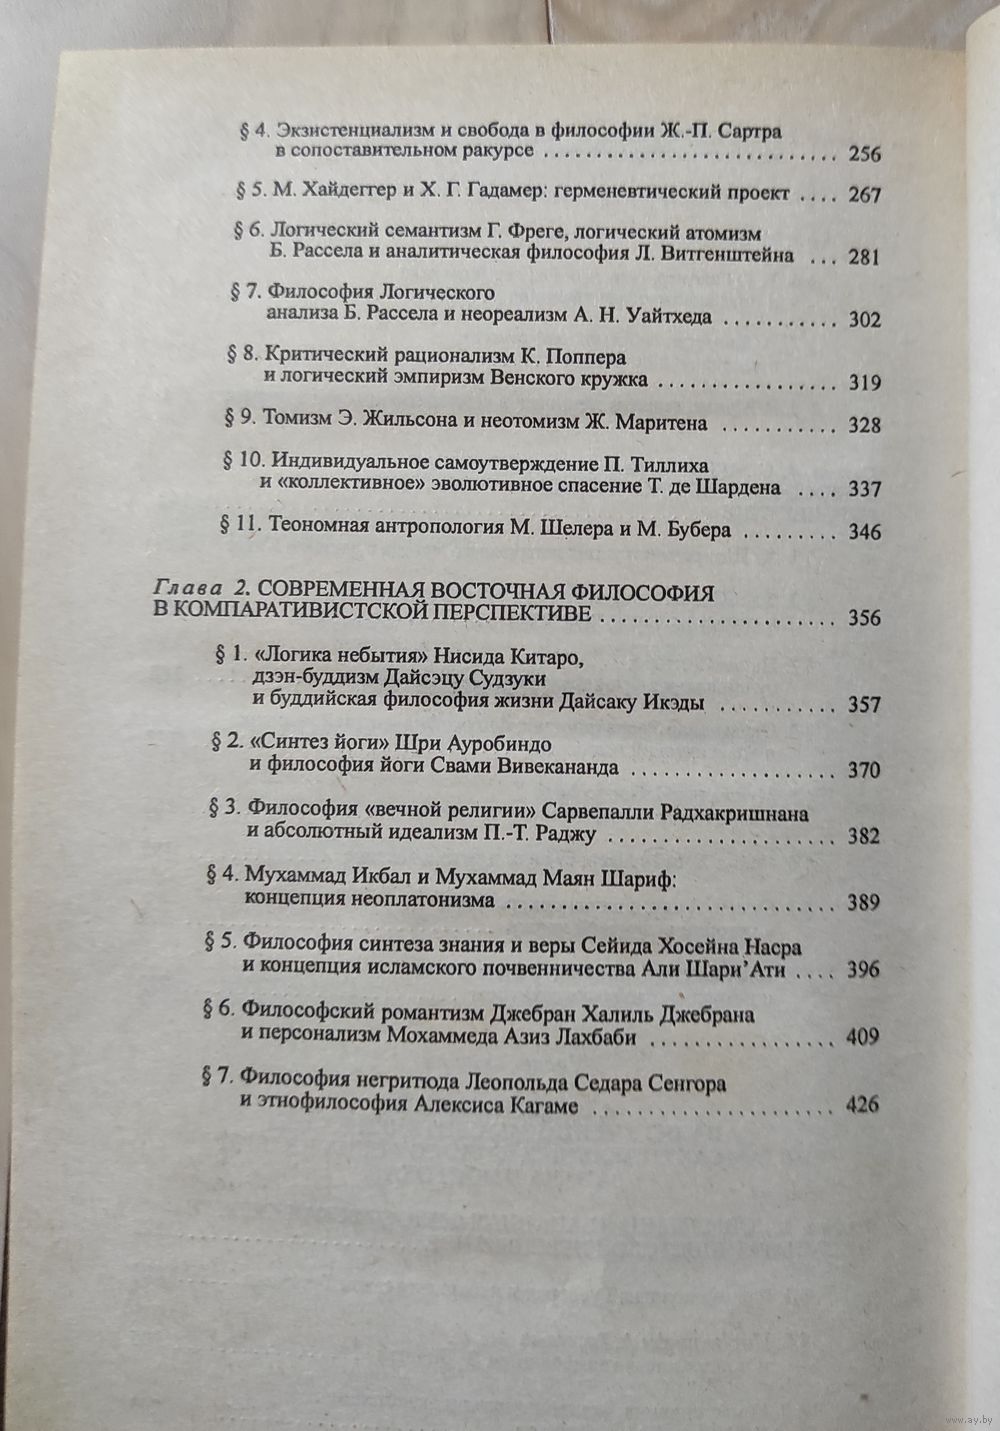 § 4. Экзистенциализм и свобода в философии Ж.-П. Сартра
в сопоставительном ракурсе ............................ 256
§ 5. М. Хайдеггер и Х. Г. Гадамер: герменевтический проект .... 267
§ 6. Логический семантизм Г. Фреге, логический атомизм
Б. Рассела и аналитическая философия Л. Витгенштейна ... 281
§ 7. Философия Логического
анализа Б. Рассела и неореализм А. Н. Уайтхеда ........... 302
§ 8. Критический рационализм К. Поппера
и логический эмпиризм Венского кружка ................. 319
§ 9. Томизм Э. Жильсона и неотомизм Ж. Маритена ........... 328
§ 10. Индивидуальное самоутверждение П. Тиллиха
и «коллективное» эволютивное спасение Т. де Шардена .... 337
§ 11. Теономная антропология М. Шелера и М. Бубера ......... 346
Глава 2. СОВРЕМЕННАЯ ВОСТОЧНАЯ ФИЛОСОФИЯ
В КОМПАРАТИВИСТСКОЙ ПЕРСПЕКТИВЕ ...................... 356
§ 1. «Логика небытия» Нисида Китаро,
дзэн-буддизм Дайсэцу Судзуки
и буддийская философия жизни Дайсаку Икэды ........... 357
§ 2. «Синтез йоги» Шри Ауробиндо
и философия йоги Свами Вивекананда .................... 370
§ 3. Философия «вечной религии» Сарвепалли Радхакришнана
и абсолютный идеализм П.-Т. Раджу ...................... 382
§ 4. Мухаммад Икбал и Мухаммад Маян Шариф:
концепция неоплатонизма ................................ 389
§ 5. Философия синтеза знания и веры Сейида Хосейна Насра
и концепция исламского почвенничества Али Шари’Ати .... 396
§ 6. Философский романтизм Джебран Халиль Джебрана
и персонализм Мохаммеда Азиз Лахбаби .................. 409
§ 7. Философия негритюда Леопольда Седара Сенгора
и этнофилософия Алексиса Кагаме ....................... 426
www.ay.by